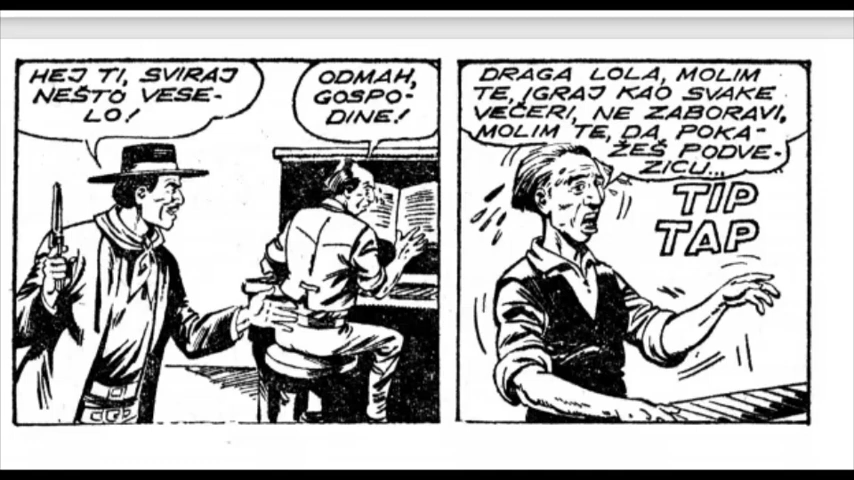 HEJ TI, SVIRAJ
NEŠTO VESE-
LO!
ODMAH,
GOSPO-
DINE!
DRAGA LOLA, MOLIM
TE, IGRAJ KAO SVAKE
VEČERI, NE ZABORAVI,
MOLIM TE, DA POKA-
ŽEŠ PODVE-
ZICU...
TIP
TAP